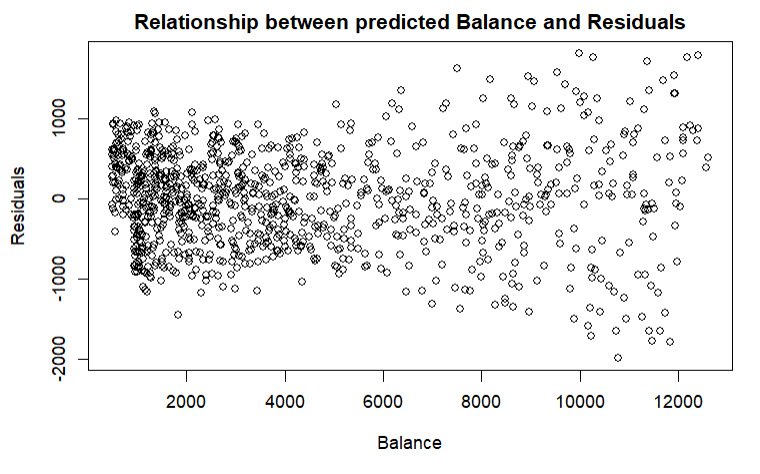 Relationship between predicted Balance and Residuals
Residuals
1000
0
-1000
-2000
2000 4000 6000 8000 10000 12000
Balance